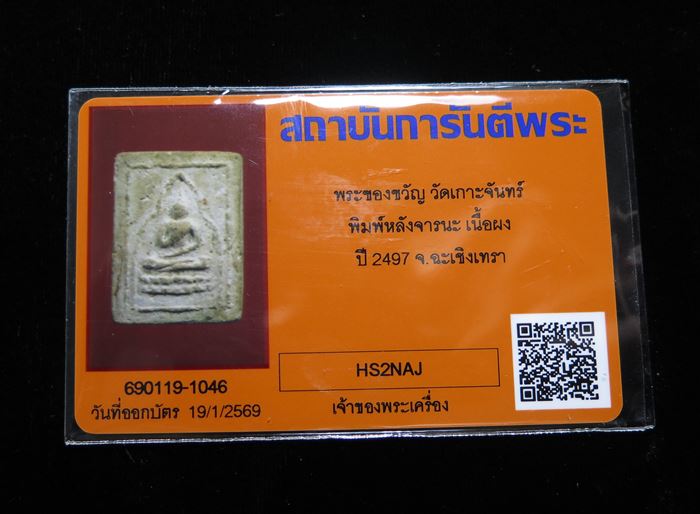 สถาบันการันตีพระ
พระของขวัญ วัดเกาะจันทร์
พิมพ์หลังจารนะ เนื้อผง
ปี 2497 จ.ฉะเชิงเทรา
HS2NAJ
เจ้าของพระเครื่อง
690119-1046
วันที่ออกบัตร 19/1/2569